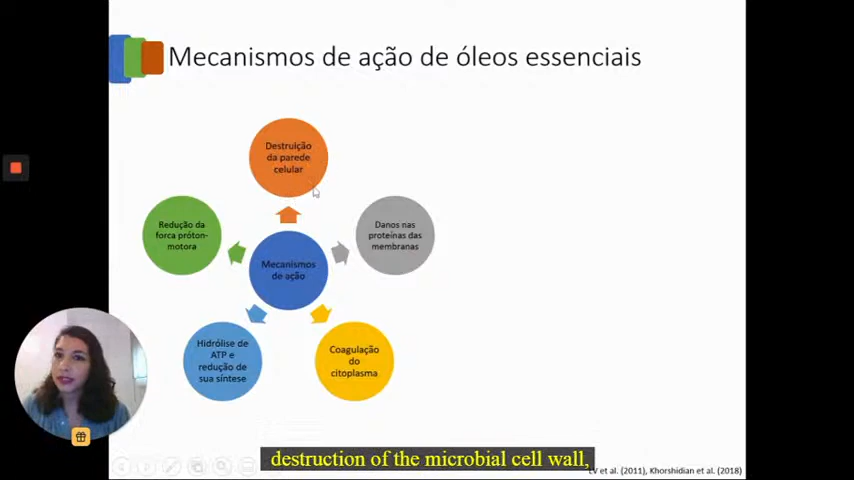 Mecanismos de ação de óleos essenciais
Destruição
da parede
celular
Redução da
força próton-
motora
Danos nas
proteínas das
membranas
Mecanismos
de ação
Hidrólise de
ATP e
redução de
sua síntese
Coagulação
do
citoplasma
destruction of the microbial cell wall,
LV et al. (2011), Khorshidian et al. (2018)